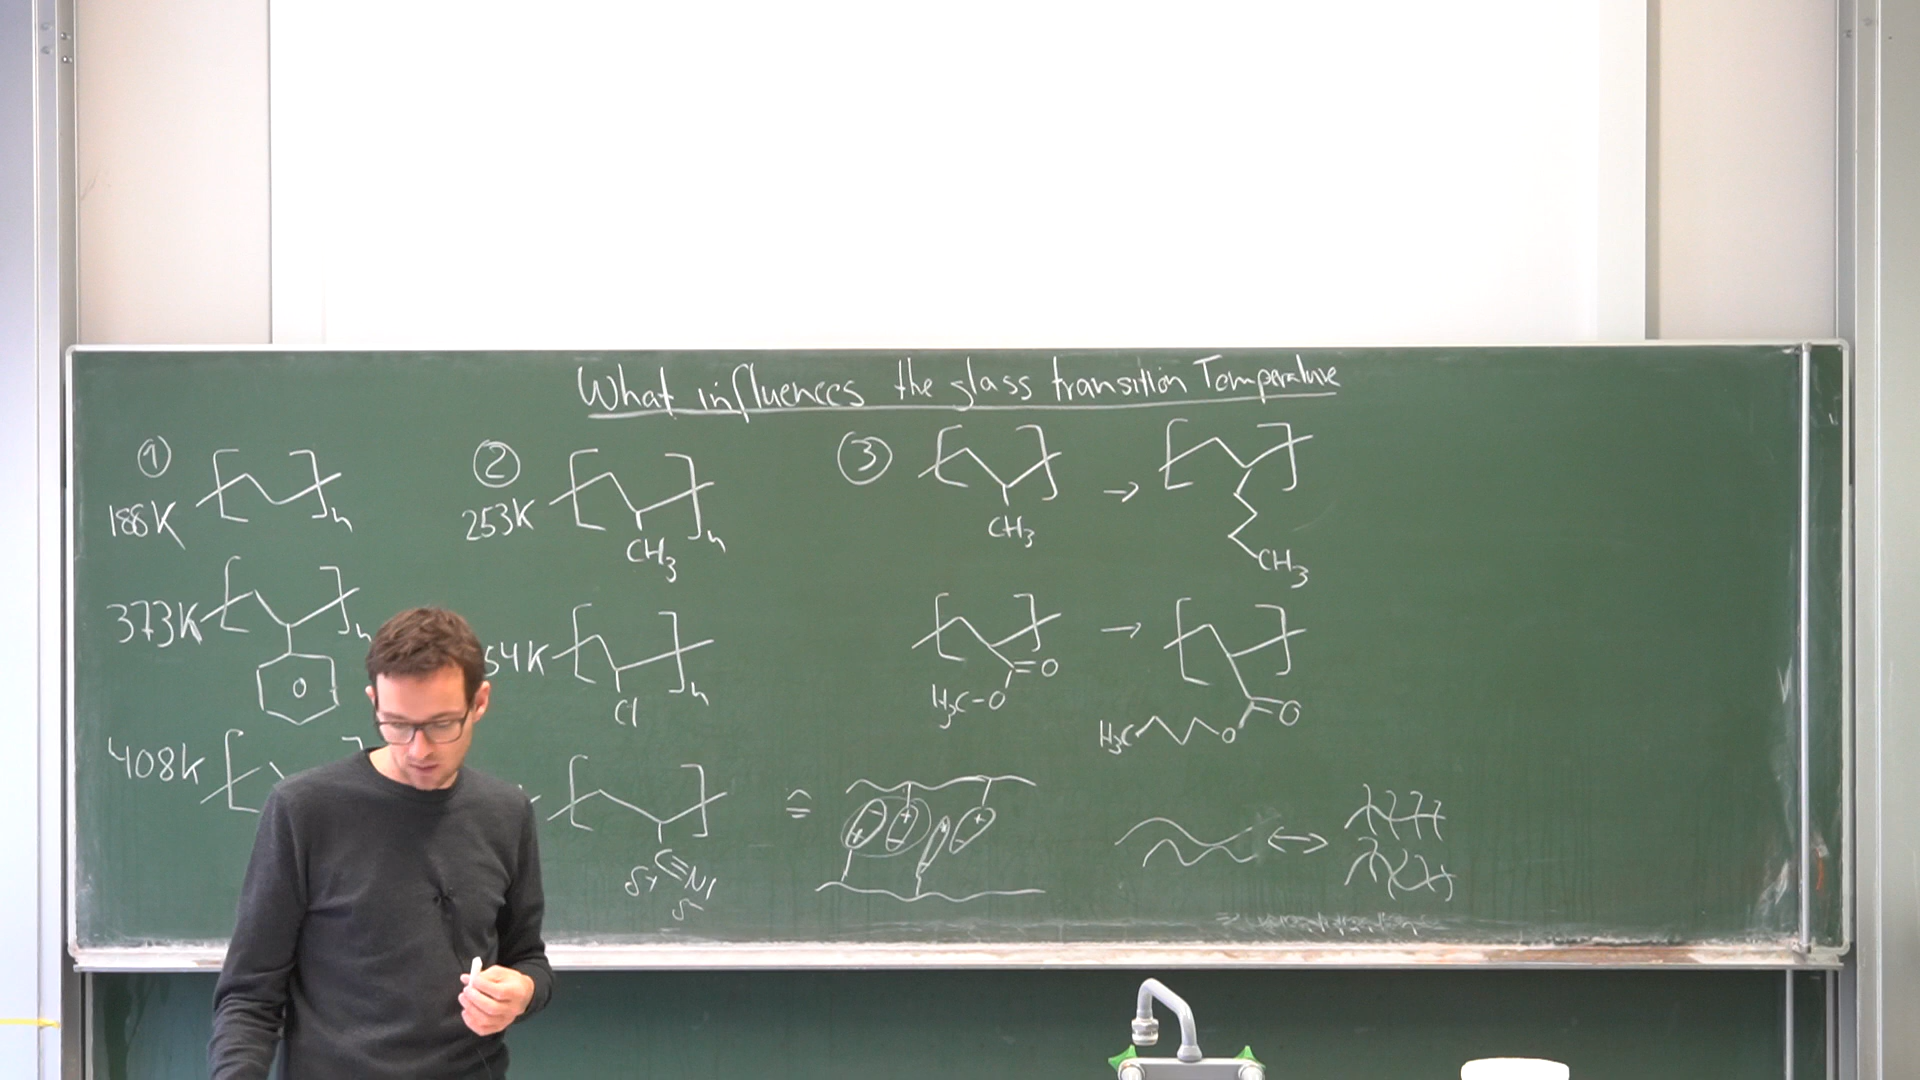 What influences the glass transition Temperature
①
188K
n
373K
n
408K
②
253K
CH3
n
54K
Cl
n
C≡N|
δ+
δ-
③
CH3
→
CH3
=O
H3C-O
→
O
H3C
O
≙
- + - +
+ -
↔